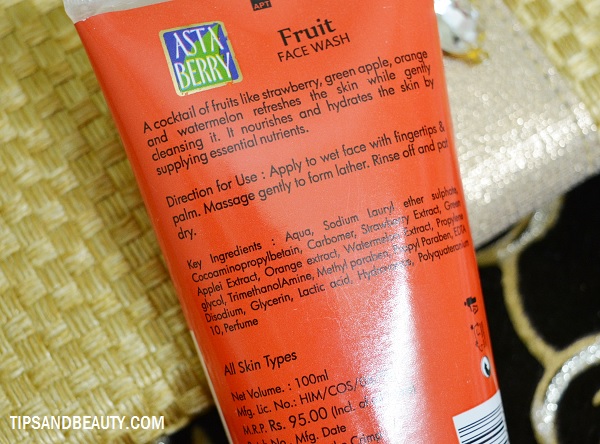 APT
ASTA
BERRY
Fruit
FACE WASH
A cocktail of fruits like strawberry, green apple, orange
and watermelon refreshes the skin while gently
cleansing it. It nourishes and hydrates the skin by
supplying essential nutrients.
Direction for Use : Apply to wet face with fingertips &
palm. Massage gently to form lather. Rinse off and pat
dry.
Key Ingredients : Aqua, Sodium Lauryl ether sulphate,
Cocoaminopropylbetain, Carbomer, Strawberry Extract, Green
Applei Extract, Orange extract, Watermelon Extract, Propylene
glycol, TrimethanolAmine, Methyl paraben, Propyl Paraben, EDTA
Disodium, Glycerin, Lactic acid, Hydroviton, Polyquaternium
10, Perfume
All Skin Types
Net Volume. : 100ml
Mfg. Lic. No.: HIM/COS/
M.R.P. Rs. 95.00 (Incl. of
Mfg. Date
TIPSANDBEAUTY.COM